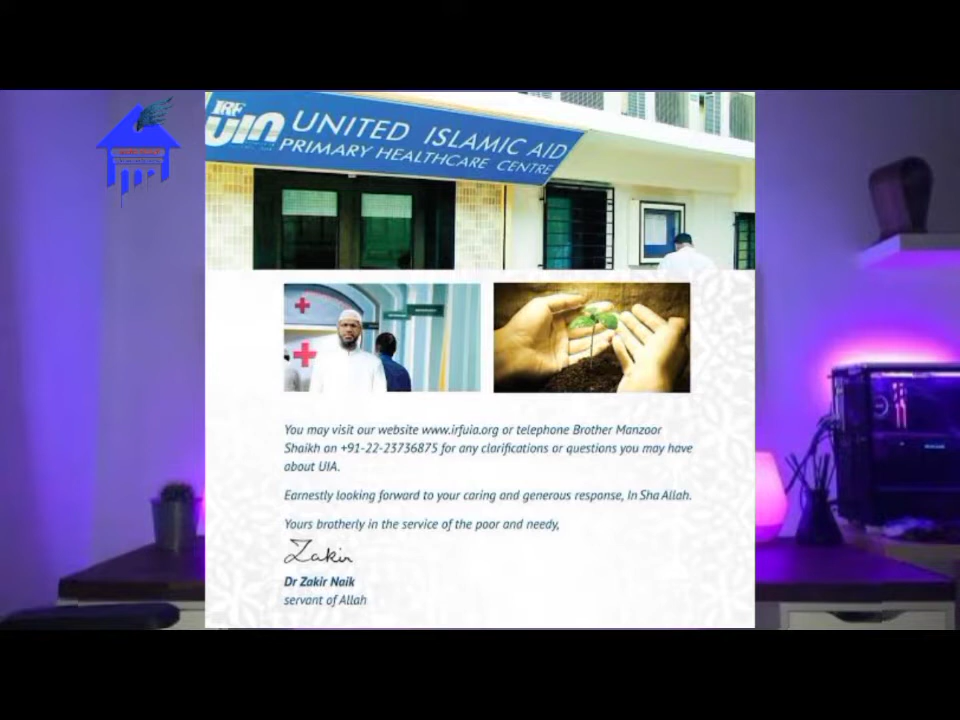 IRF
UIA
UNITED ISLAMIC AID
PRIMARY HEALTHCARE CENTRE
You may visit our website www.irfuia.org or telephone Brother Manzoor
Shaikh on +91-22-23736875 for any clarifications or questions you may have
about UIA.
Earnestly looking forward to your caring and generous response, In Sha Allah.
Yours brotherly in the service of the poor and needy,
Zakir
Dr Zakir Naik
servant of Allah